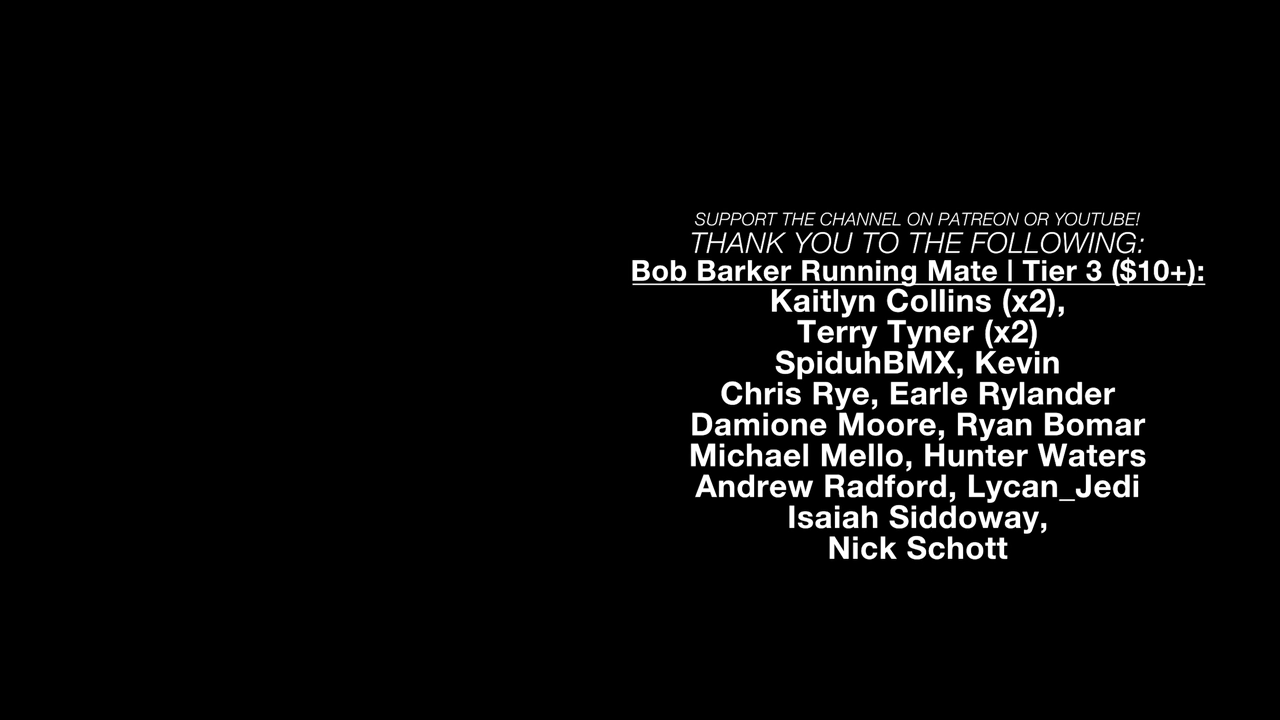 SUPPORT THE CHANNEL ON PATREON OR YOUTUBE!
THANK YOU TO THE FOLLOWING:
Bob Barker Running Mate | Tier 3 ($10+):
Kaitlyn Collins (x2),
Terry Tyner (x2)
SpiduhBMX, Kevin
Chris Rye, Earle Rylander
Damione Moore, Ryan Bomar
Michael Mello, Hunter Waters
Andrew Radford, Lycan_Jedi
Isaiah Siddoway,
Nick Schott